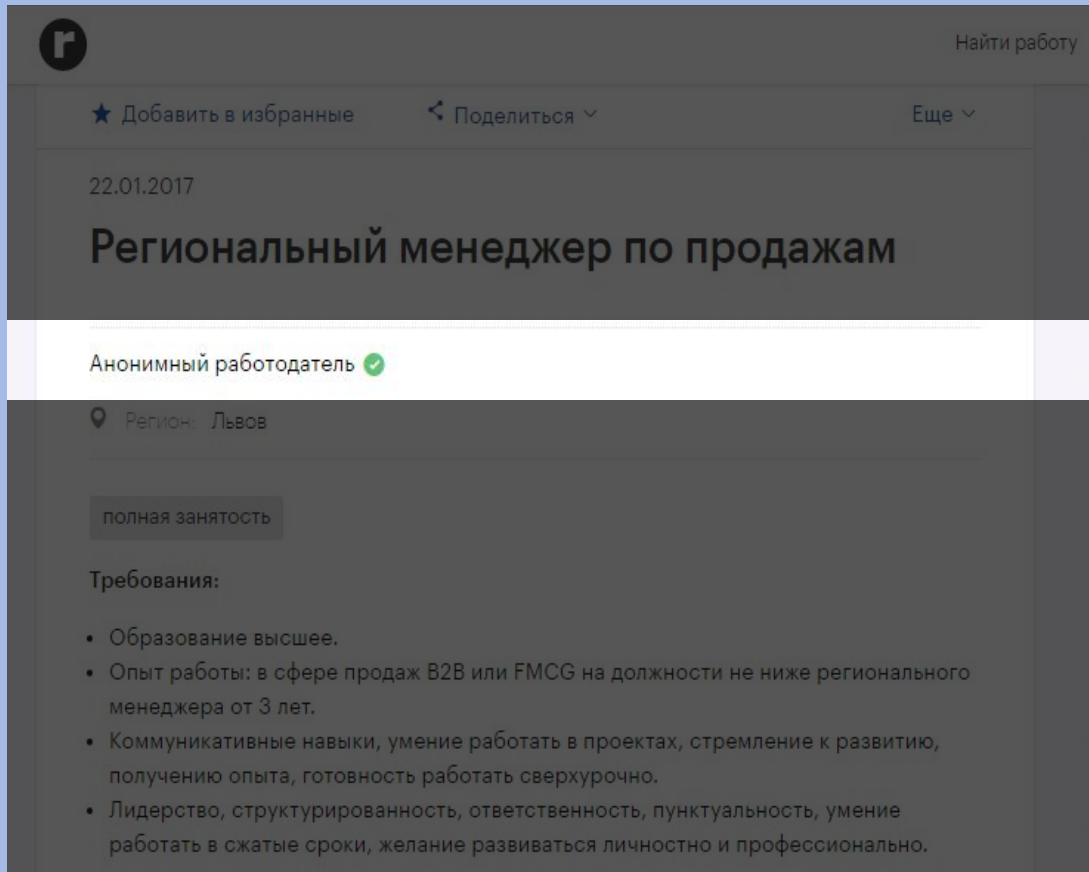 r
Найти работу
Добавить в избранные Поделиться Еще
22.01.2017
Региональный менеджер по продажам
Анонимный работодатель
Регион: Львов
полная занятость
Требования:
• Образование высшее.
• Опыт работы: в сфере продаж B2B или FMCG на должности не ниже регионального
менеджера от 3 лет.
• Коммуникативные навыки, умение работать в проектах, стремление к развитию,
получению опыта, готовность работать сверхурочно.
• Лидерство, структурированность, ответственность, пунктуальность, умение
работать в сжатые сроки, желание развиваться личностно и профессионально.